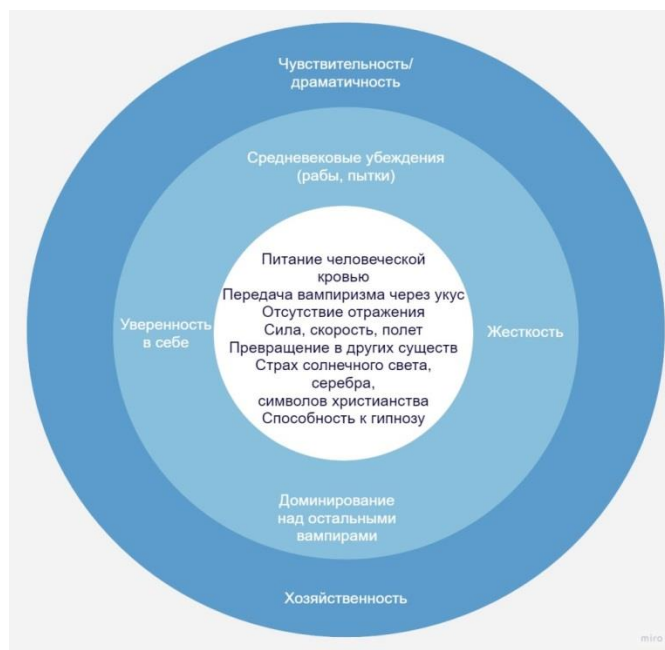 Чувствительность/
драматичность
Средневековые убеждения
(рабы, пытки)
Питание человеческой
кровью
Передача вампиризма через укус
Отсутствие отражения
Сила, скорость, полет
Превращение в других существ
Страх солнечного света,
серебра,
символов христианства
Способность к гипнозу
Уверенность
в себе
Жесткость
Доминирование
над остальными
вампирами
Хозяйственность
miro